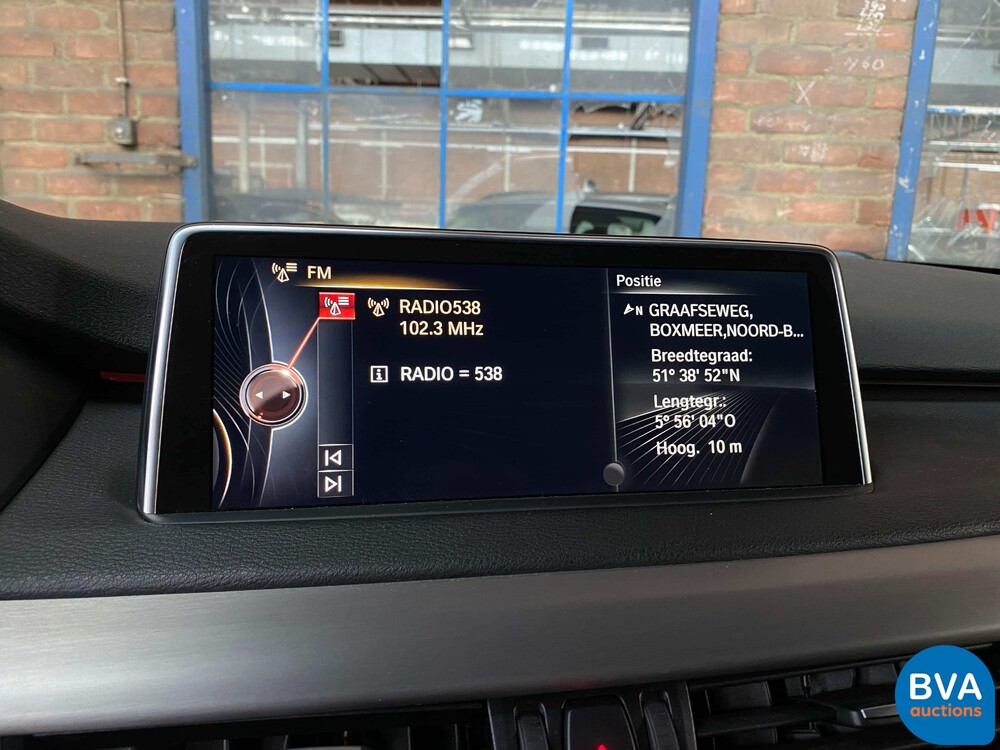 FM
RADIO538
102.3 MHz
RADIO = 538
Positie
N GRAAFSEWEG,
BOXMEER,NOORD-B...
Breedtegraad:
51° 38' 52"N
Lengtegr.:
5° 56' 04"O
Hoog. 10 m
BVA
auctions